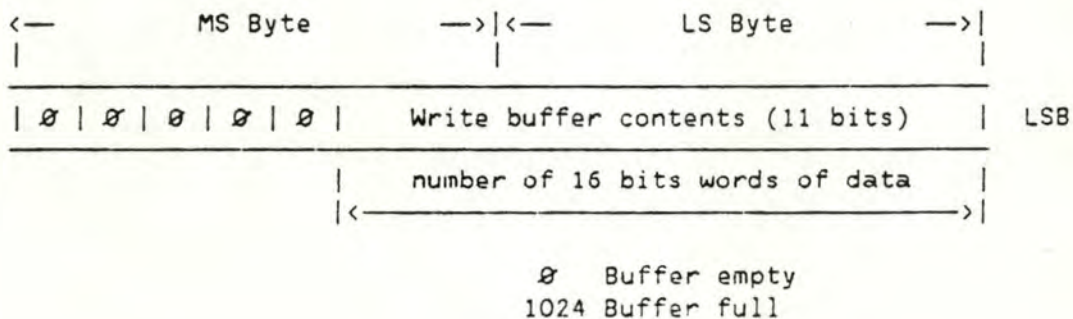 <— MS Byte —>|<— LS Byte —>|
| | |
| Ø | Ø | Ø | Ø | Ø | Write buffer contents (11 bits) | LSB
| number of 16 bits words of data |
|<——————————>|
Ø Buffer empty
1024 Buffer full